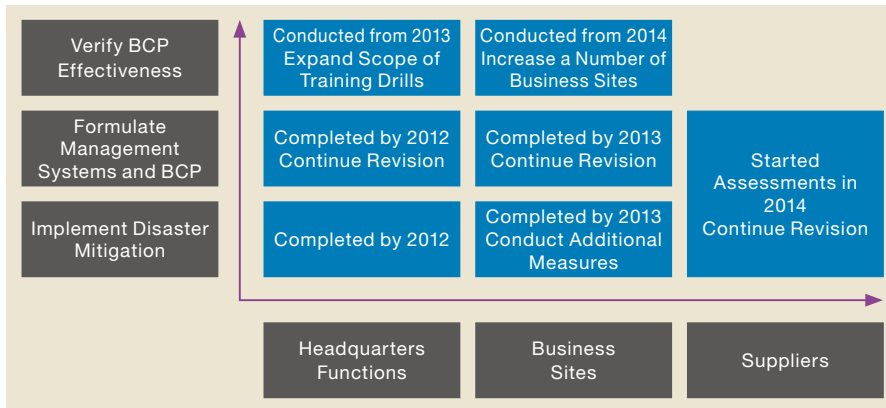 Verify BCP
Effectiveness
Conducted from 2013
Expand Scope of
Training Drills
Conducted from 2014
Increase a Number of
Business Sites
Formulate
Management
Systems and BCP
Completed by 2012
Continue Revision
Completed by 2013
Continue Revision
Started
Assessments in
2014
Continue Revision
Implement Disaster
Mitigation
Completed by 2012
Completed by 2013
Conduct Additional
Measures
Headquarters
Functions
Business
Sites
Suppliers